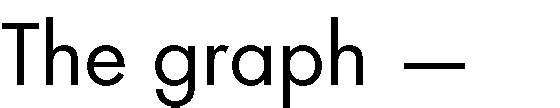 The graph —